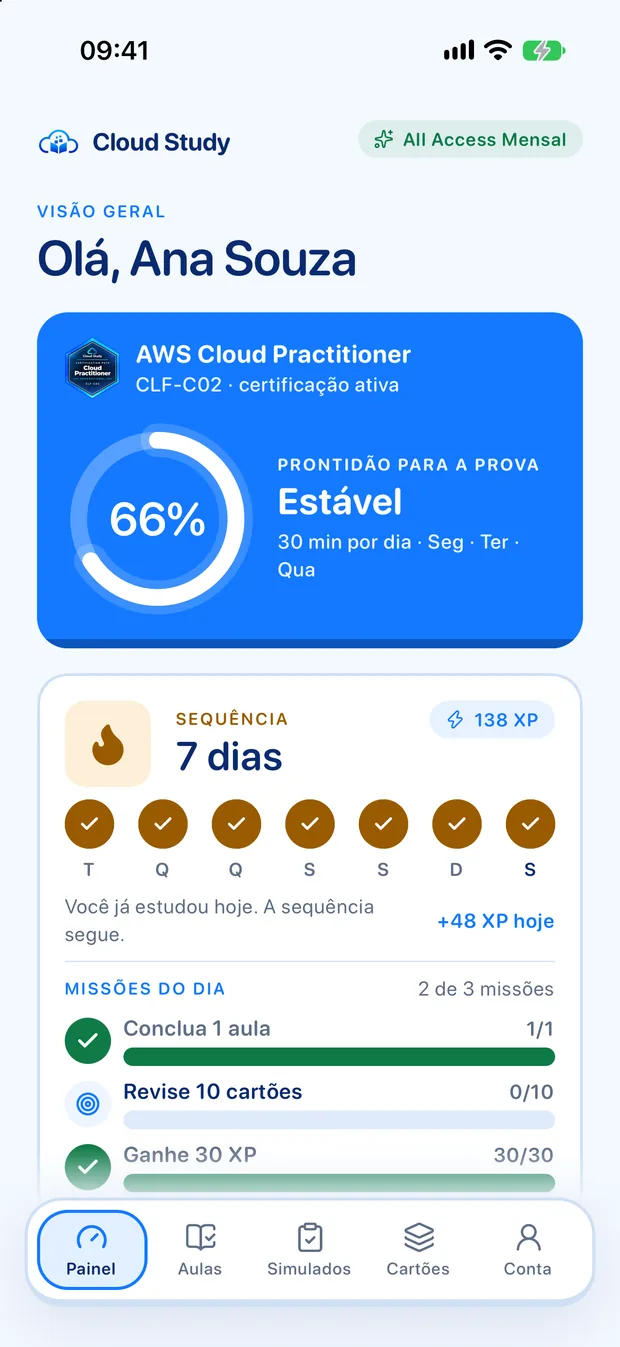 09:41
Cloud Study
All Access Mensal
VISÃO GERAL
Olá, Ana Souza
Cloud Practitioner
AWS Cloud Practitioner
CLF-C02 · certificação ativa
66%
PRONTIDÃO PARA A PROVA
Estável
30 min por dia · Seg · Ter ·
Qua
SEQUÊNCIA
7 dias
138 XP
T Q Q S S D S
Você já estudou hoje. A sequência
segue.
+48 XP hoje
MISSÕES DO DIA
2 de 3 missões
Conclua 1 aula
1/1
Revise 10 cartões
0/10
Ganhe 30 XP
30/30
Painel
Aulas
Simulados
Cartões
Conta